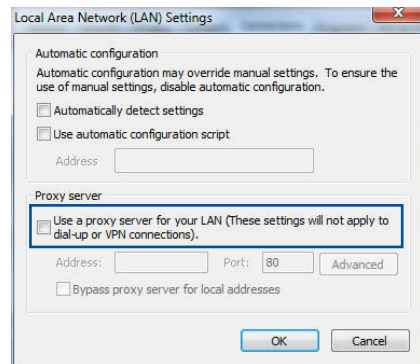 Local Area Network (LAN) Settings
Automatic configuration
Automatic configuration may override manual settings. To ensure the
use of manual settings, disable automatic configuration.
Automatically detect settings
Use automatic configuration script
Address
Proxy server
Use a proxy server for your LAN (These settings will not apply to
dial-up or VPN connections).
Address:
Port:
80
Advanced
Bypass proxy server for local addresses
OK
Cancel